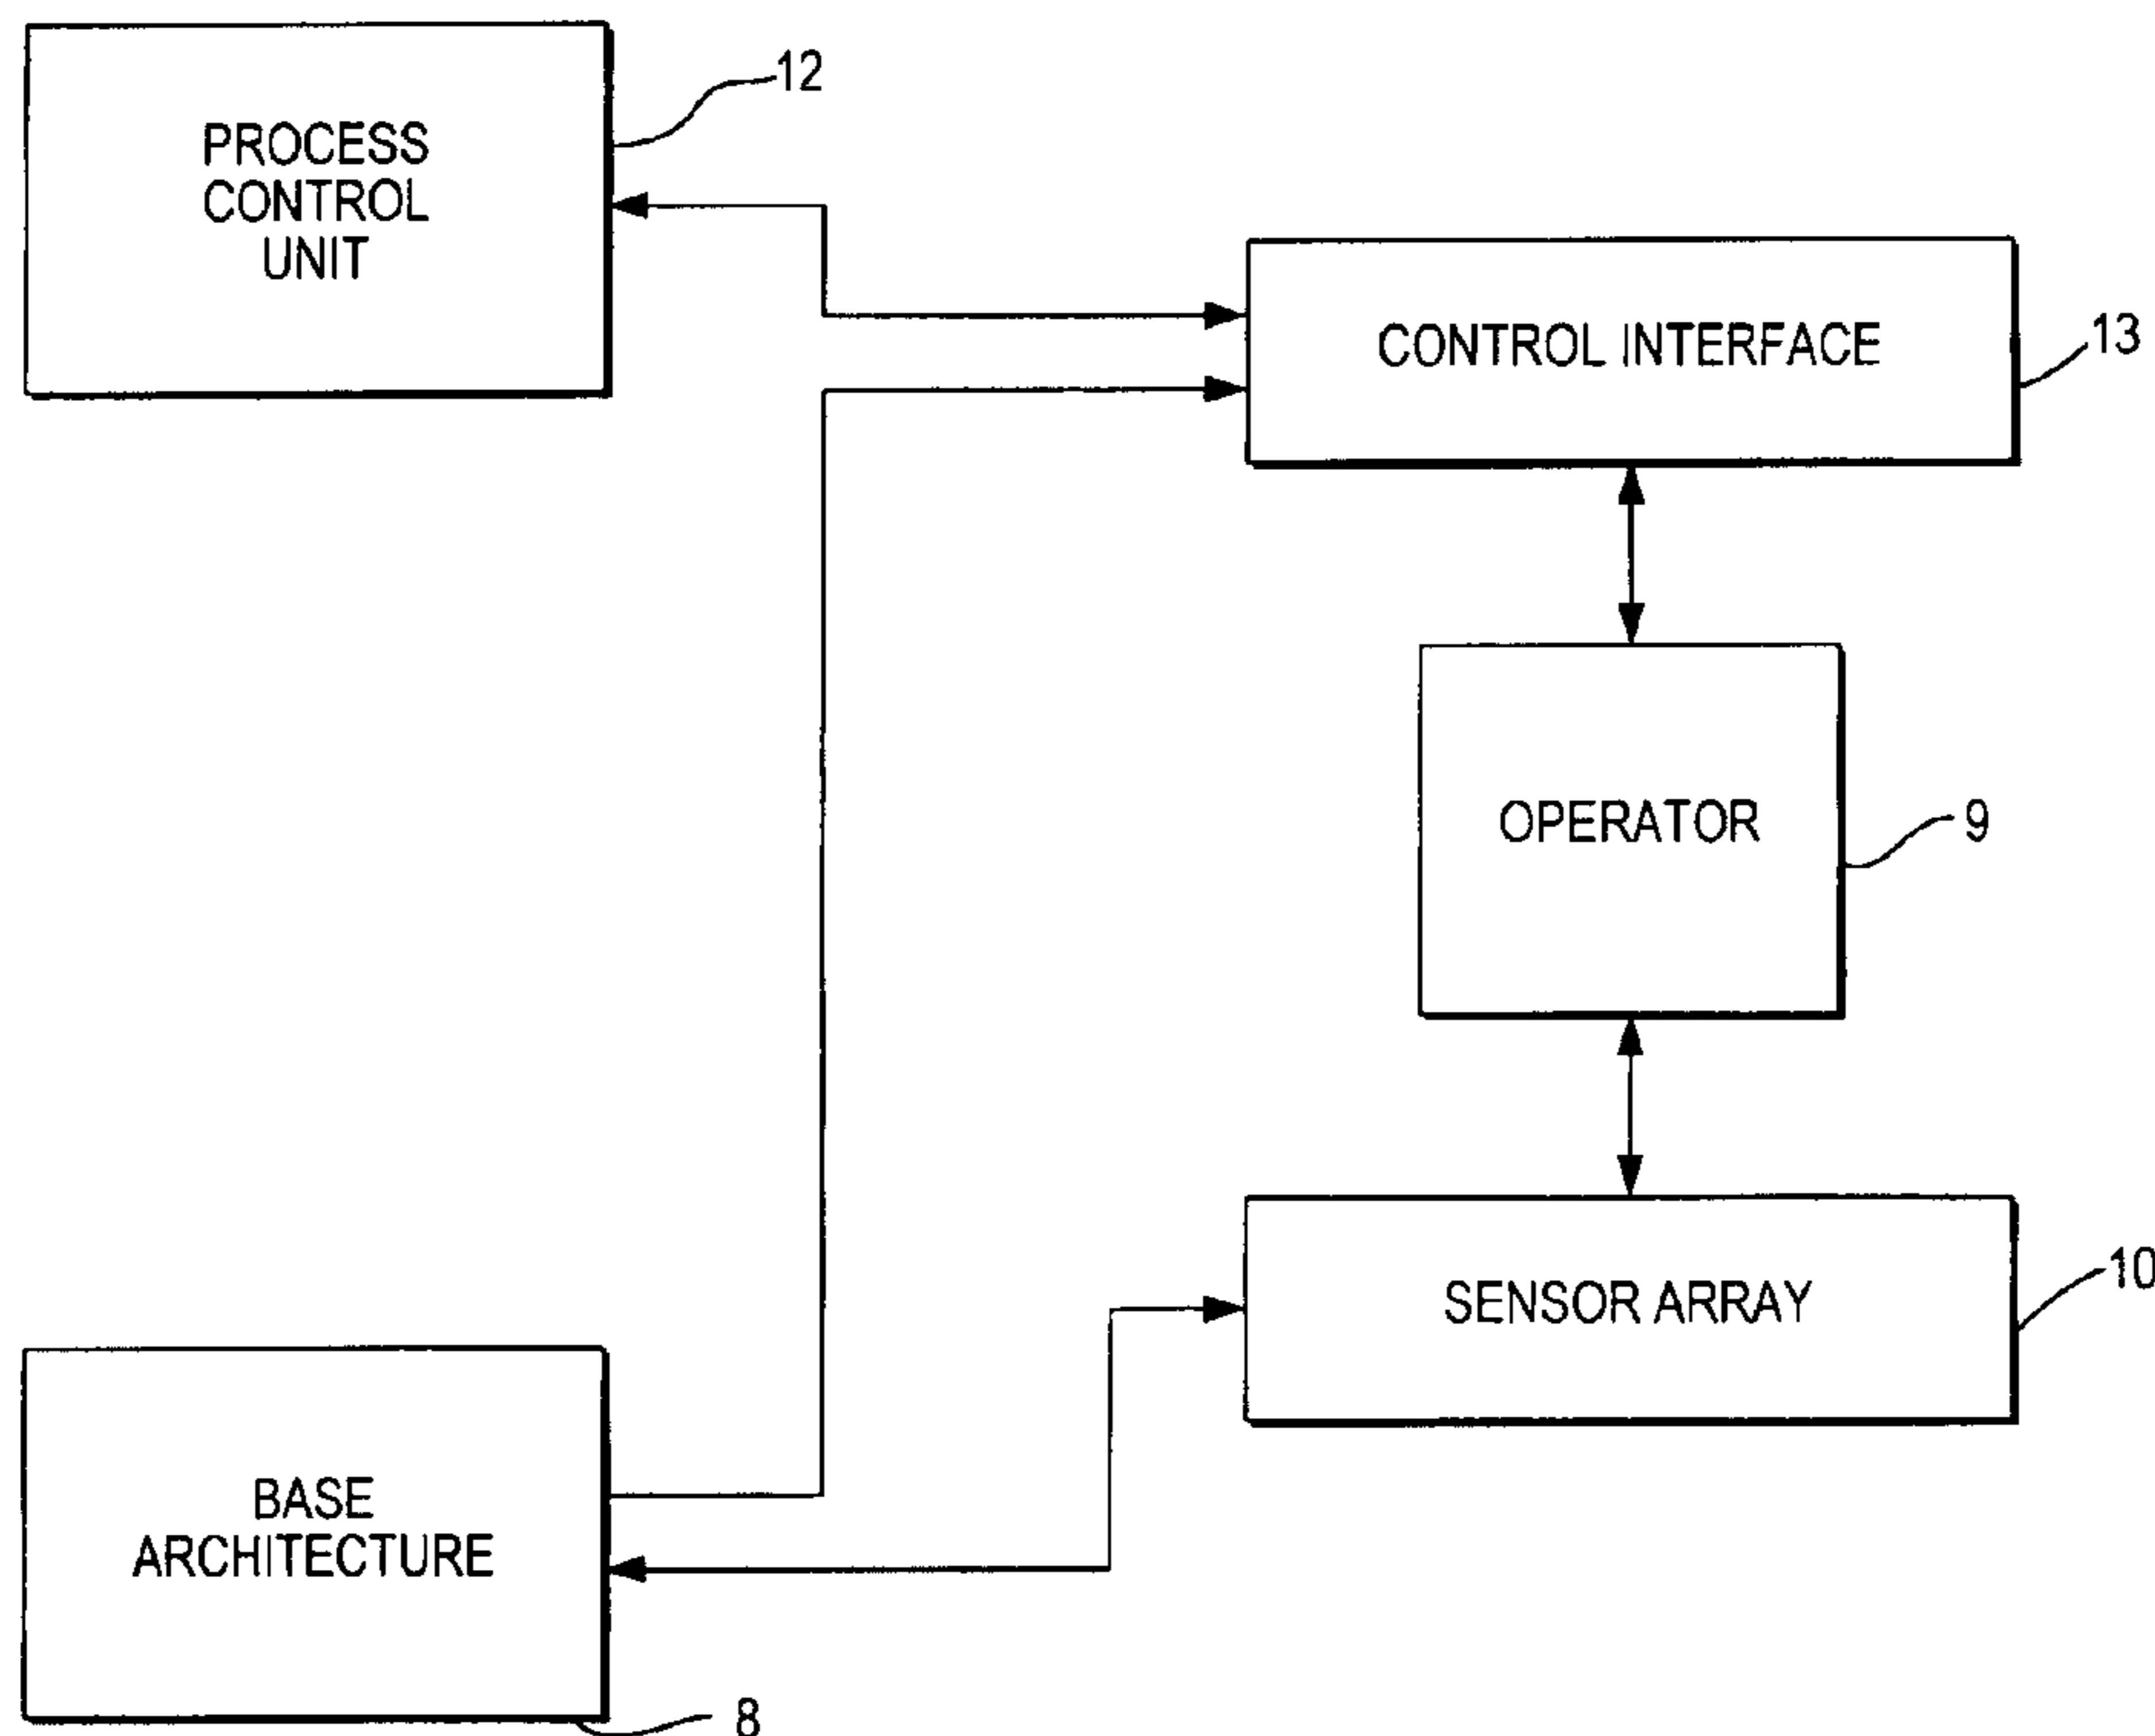 12
PROCESS
CONTROL
UNIT
CONTROL INTERFACE
13
OPERATOR
9
SENSOR ARRAY
10
BASE
ARCHITECTURE
8